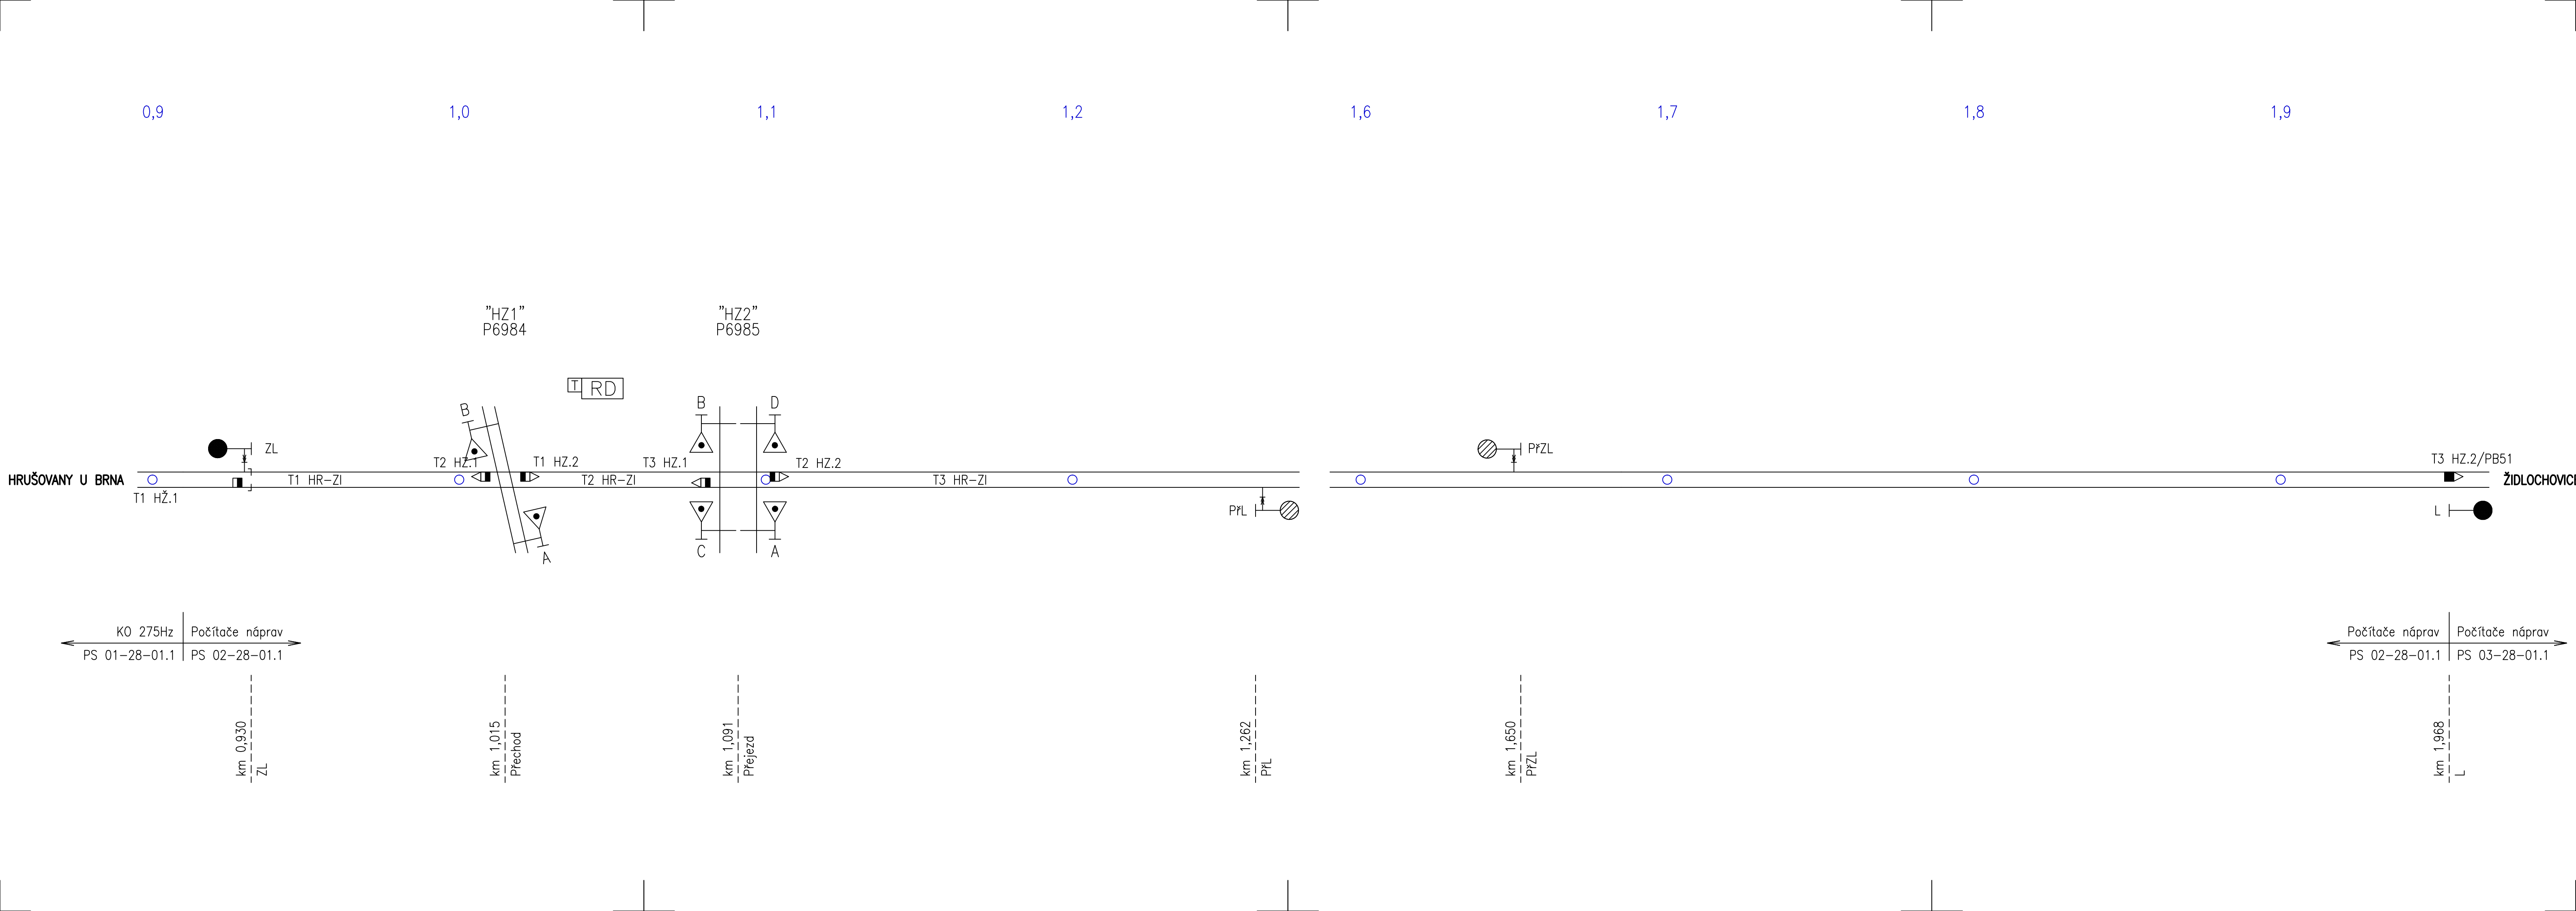 0,9
1,0
1,1
1,2
1,6
1,7
1,8
1,9
"HZ1"
P6984
"HZ2"
P6985
T
RD
B
B
D
ZL
PřZL
T2 HZ.1
T1 HZ.2
T3 HZ.1
T2 HZ.2
T3 HZ.2/PB51
HRUŠOVANY U BRNA
T1 HR-ZI
T2 HR-ZI
T3 HR-ZI
ŽIDLOCHOVICE
T1 HŽ.1
PřL
L
A
C
A
KO 275Hz
Počítače náprav
PS 01-28-01.1
PS 02-28-01.1
Počítače náprav
Počítače náprav
PS 02-28-01.1
PS 03-28-01.1
km 0,930
ZL
km 1,015
Přechod
km 1,091
Přejezd
km 1,262
PřL
km 1,650
PřZL
km 1,968
L